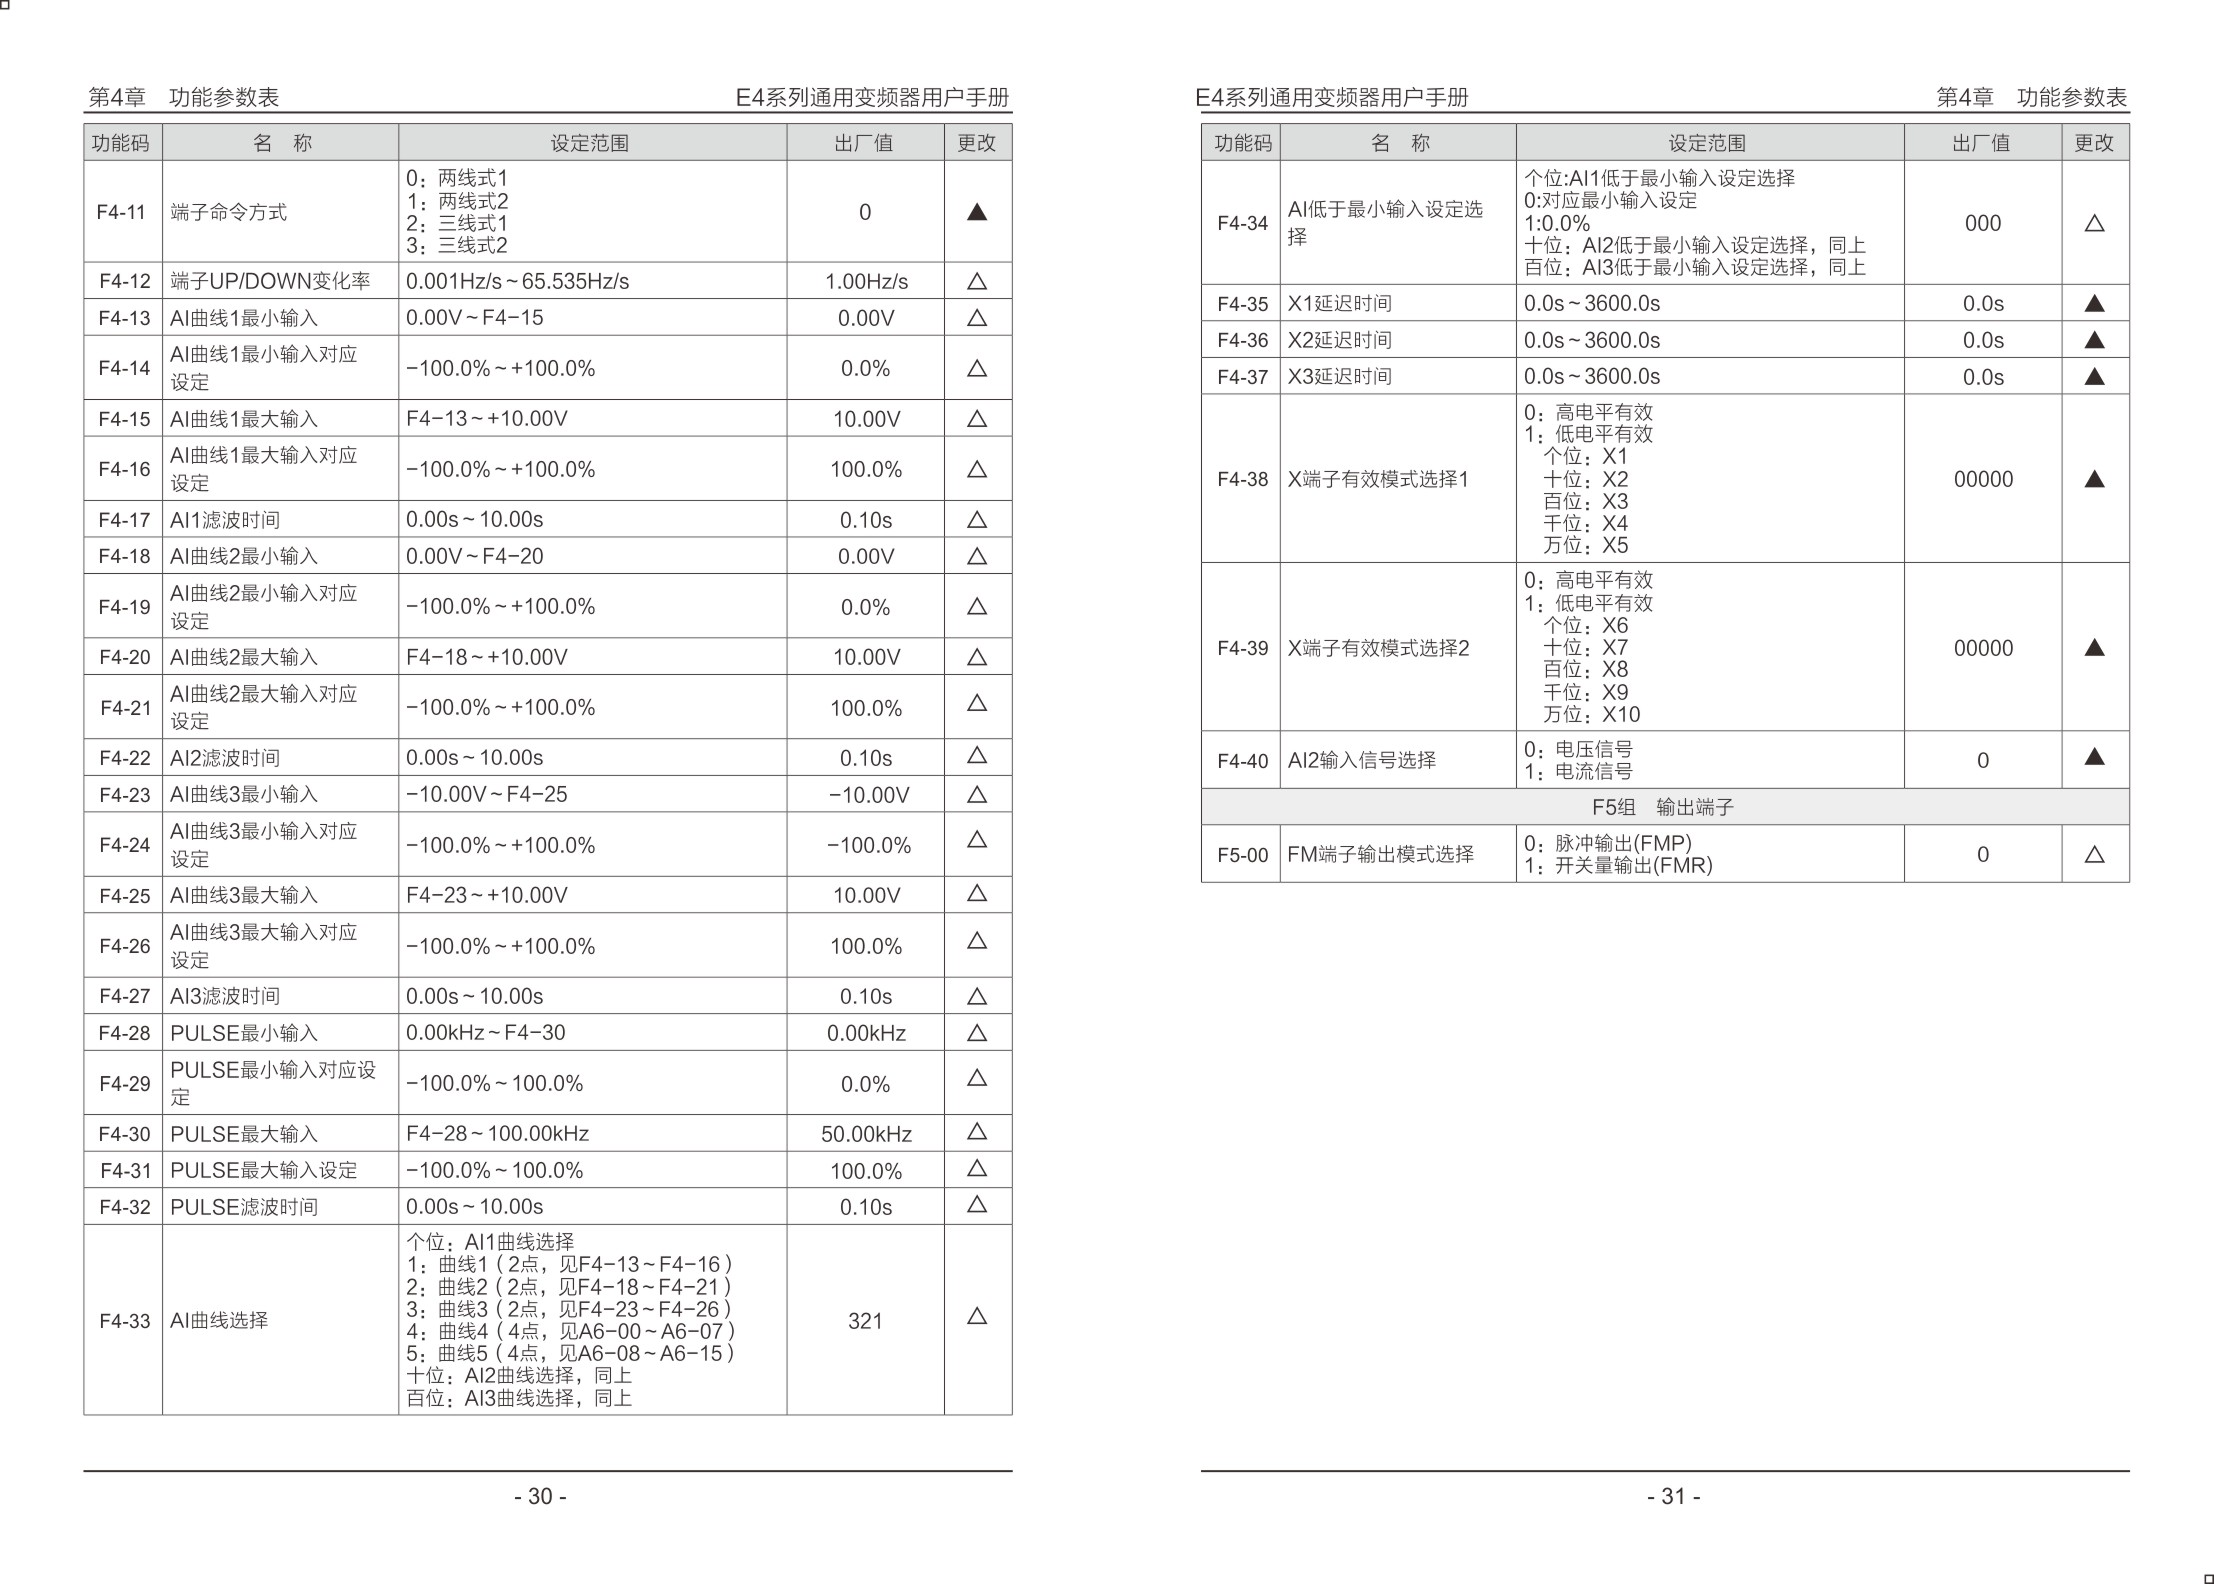 第4章　功能参数表　E4系列通用变频器用户手册
功能码　名　称　设定范围　出厂值　更改
F4-11　端子命令方式　0：两线式1
1：两线式2
2：三线式1
3：三线式2　0　▲
F4-12　端子UP/DOWN变化率　0.001Hz/s~65.535Hz/s　1.00Hz/s　△
F4-13　AI曲线1最小输入　0.00V~F4-15　0.00V　△
F4-14　AI曲线1最小输入对应
设定　-100.0%~+100.0%　0.0%　△
F4-15　AI曲线1最大输入　F4-13~+10.00V　10.00V　△
F4-16　AI曲线1最大输入对应
设定　-100.0%~+100.0%　100.0%　△
F4-17　AI1滤波时间　0.00s~10.00s　0.10s　△
F4-18　AI曲线2最小输入　0.00V~F4-20　0.00V　△
F4-19　AI曲线2最小输入对应
设定　-100.0%~+100.0%　0.0%　△
F4-20　AI曲线2最大输入　F4-18~+10.00V　10.00V　△
F4-21　AI曲线2最大输入对应
设定　-100.0%~+100.0%　100.0%　△
F4-22　AI2滤波时间　0.00s~10.00s　0.10s　△
F4-23　AI曲线3最小输入　-10.00V~F4-25　-10.00V　△
F4-24　AI曲线3最小输入对应
设定　-100.0%~+100.0%　-100.0%　△
F4-25　AI曲线3最大输入　F4-23~+10.00V　10.00V　△
F4-26　AI曲线3最大输入对应
设定　-100.0%~+100.0%　100.0%　△
F4-27　AI3滤波时间　0.00s~10.00s　0.10s　△
F4-28　PULSE最小输入　0.00kHz~F4-30　0.00kHz　△
F4-29　PULSE最小输入对应设
定　-100.0%~100.0%　0.0%　△
F4-30　PULSE最大输入　F4-28~100.00kHz　50.00kHz　△
F4-31　PULSE最大输入设定　-100.0%~100.0%　100.0%　△
F4-32　PULSE滤波时间　0.00s~10.00s　0.10s　△
F4-33　AI曲线选择　个位：AI1曲线选择
1：曲线1（2点，见F4-13~F4-16）
2：曲线2（2点，见F4-18~F4-21）
3：曲线3（2点，见F4-23~F4-26）
4：曲线4（4点，见A6-00~A6-07）
5：曲线5（4点，见A6-08~A6-15）
十位：AI2曲线选择，同上
百位：AI3曲线选择，同上　321　△
- 30 -
E4系列通用变频器用户手册　第4章　功能参数表
功能码　名　称　设定范围　出厂值　更改
F4-34　AI低于最小输入设定选
择　个位:AI1低于最小输入设定选择
0:对应最小输入设定
1:0.0%
十位：AI2低于最小输入设定选择，同上
百位：AI3低于最小输入设定选择，同上　000　△
F4-35　X1延迟时间　0.0s~3600.0s　0.0s　▲
F4-36　X2延迟时间　0.0s~3600.0s　0.0s　▲
F4-37　X3延迟时间　0.0s~3600.0s　0.0s　▲
F4-38　X端子有效模式选择1　0：高电平有效
1：低电平有效
个位：X1
十位：X2
百位：X3
千位：X4
万位：X5　00000　▲
F4-39　X端子有效模式选择2　0：高电平有效
1：低电平有效
个位：X6
十位：X7
百位：X8
千位：X9
万位：X10　00000　▲
F4-40　AI2输入信号选择　0：电压信号
1：电流信号　0　▲
F5组　输出端子
F5-00　FM端子输出模式选择　0：脉冲输出(FMP)
1：开关量输出(FMR)　0　△
- 31 -